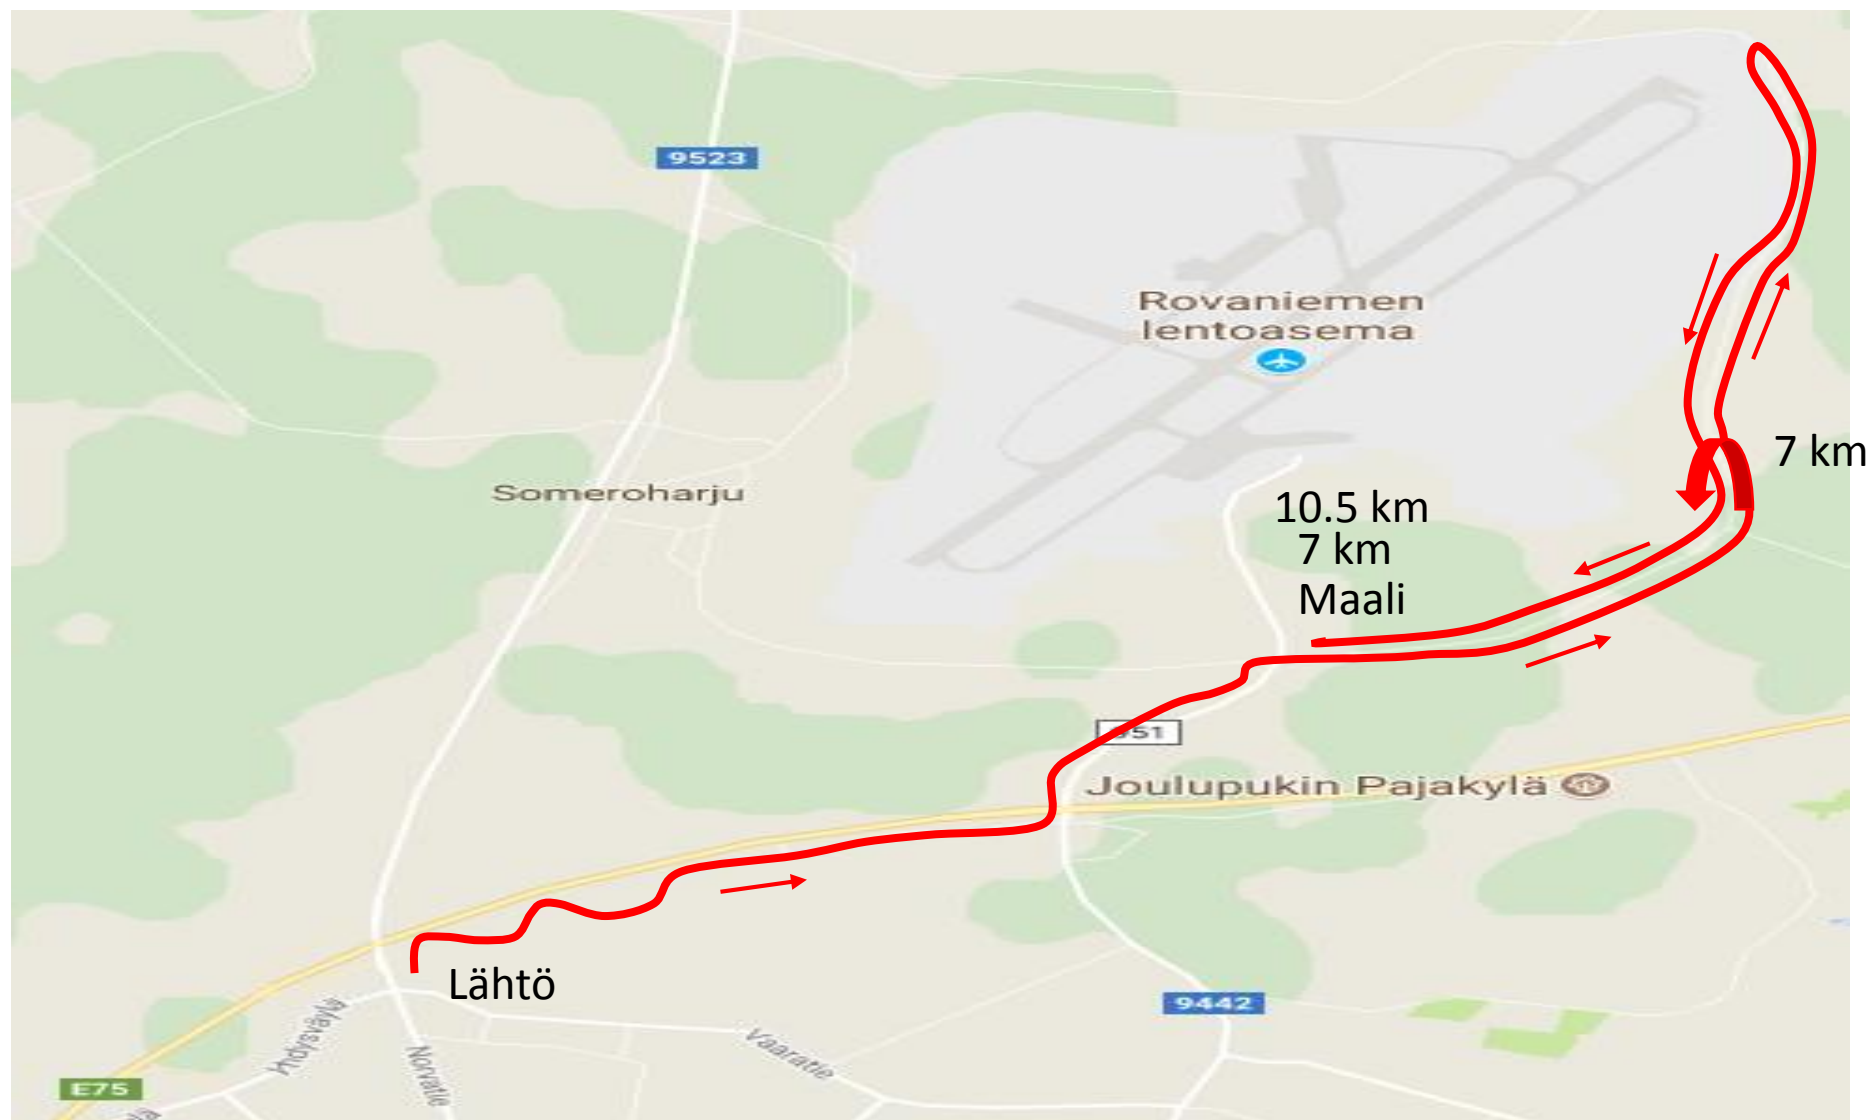 9523
Rovaniemen
lentoasema
7 km
Someroharju
10.5 km
7 km
Maali
Joulupukin Pajakylä
Lähtö
9442
Yhdysväylä
Norvatie
Vaaratie
E75